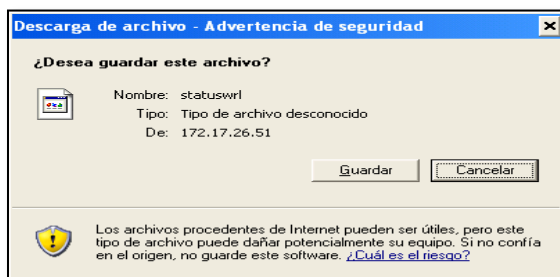 Descarga de archivo - Advertencia de seguridad
¿Desea guardar este archivo?
Nombre: statuswrl
Tipo: Tipo de archivo desconocido
De: 172.17.26.51
Guardar Cancelar
Los archivos procedentes de Internet pueden ser útiles, pero este
tipo de archivo puede dañar potencialmente su equipo. Si no confía
en el origen, no guarde este software. ¿Cuál es el riesgo?